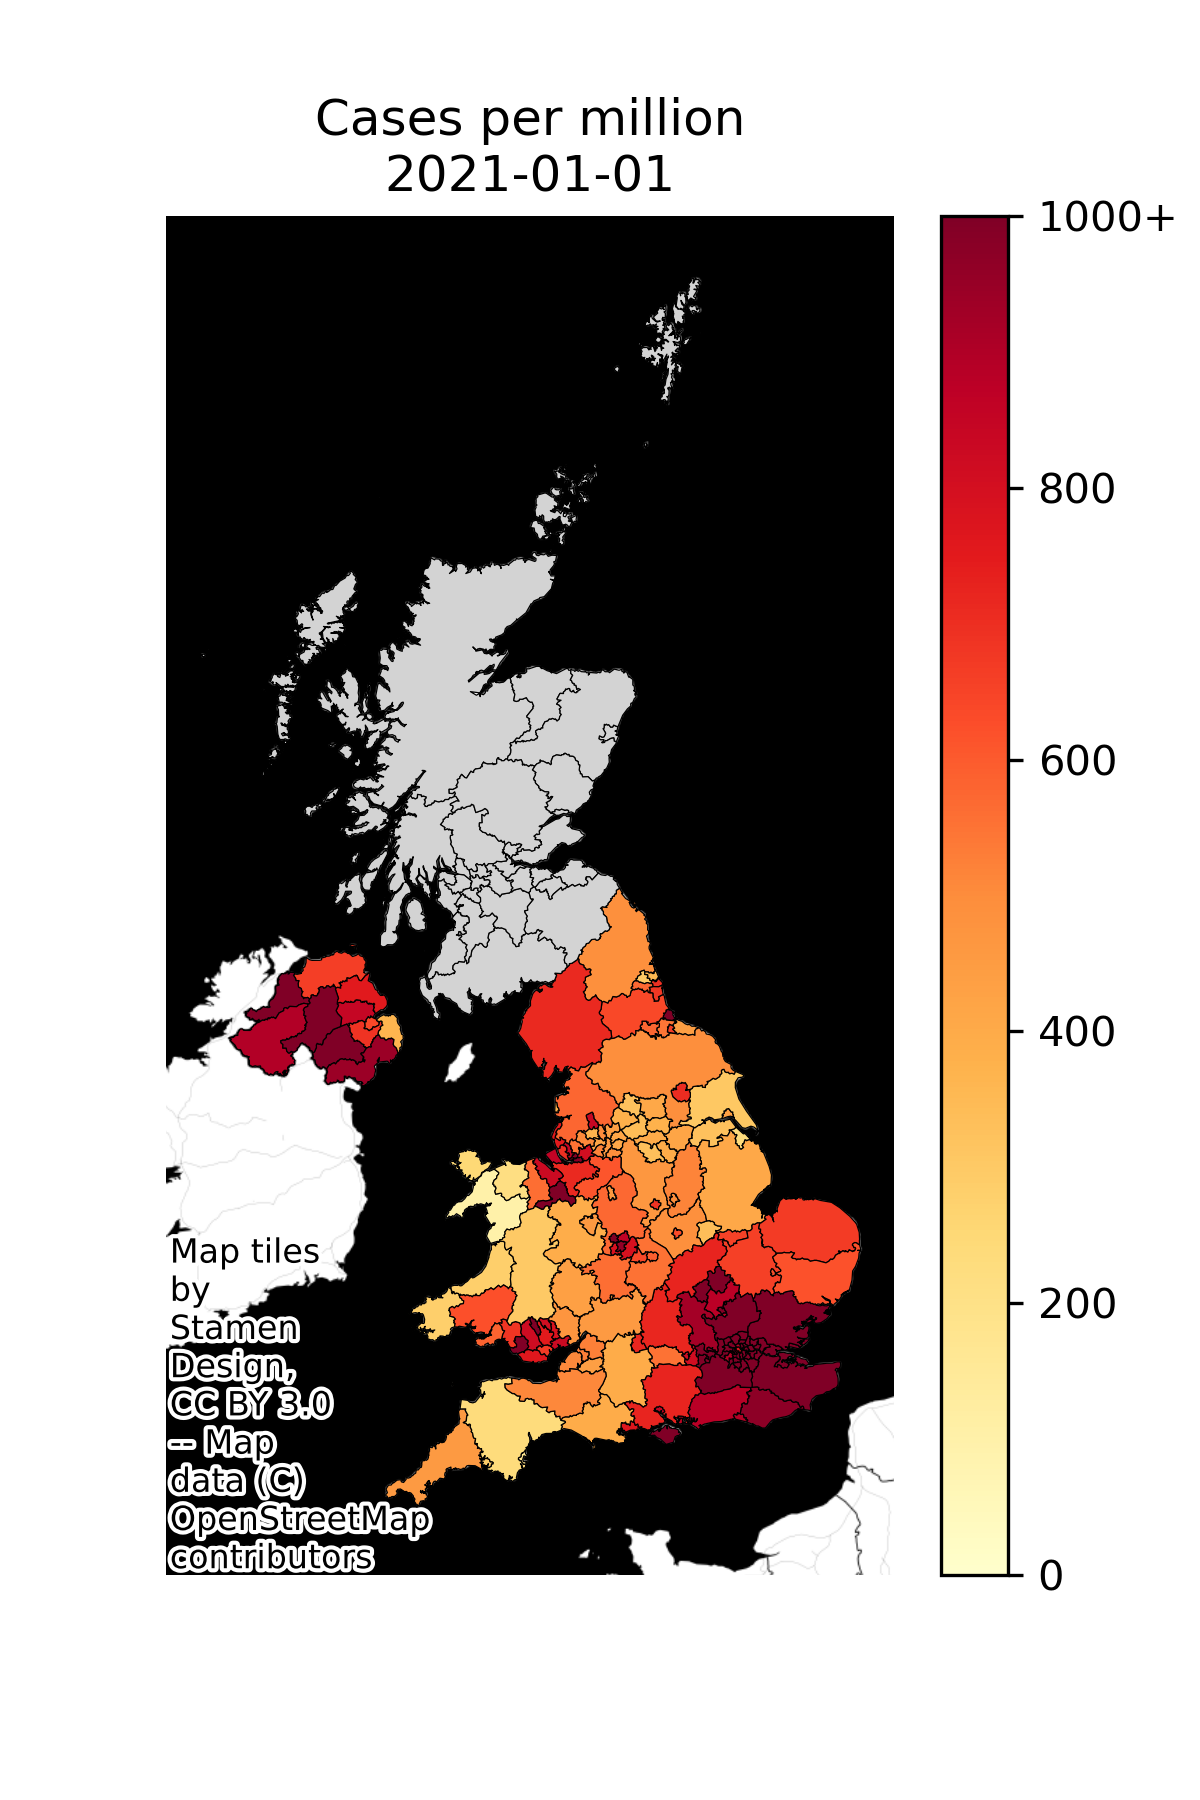 Cases per million
2021-01-01
1000+
800
600
400
200
0
Map tiles
by
Stamen
Design,
CC BY 3.0
-- Map
data (C)
OpenStreetMap
contributors